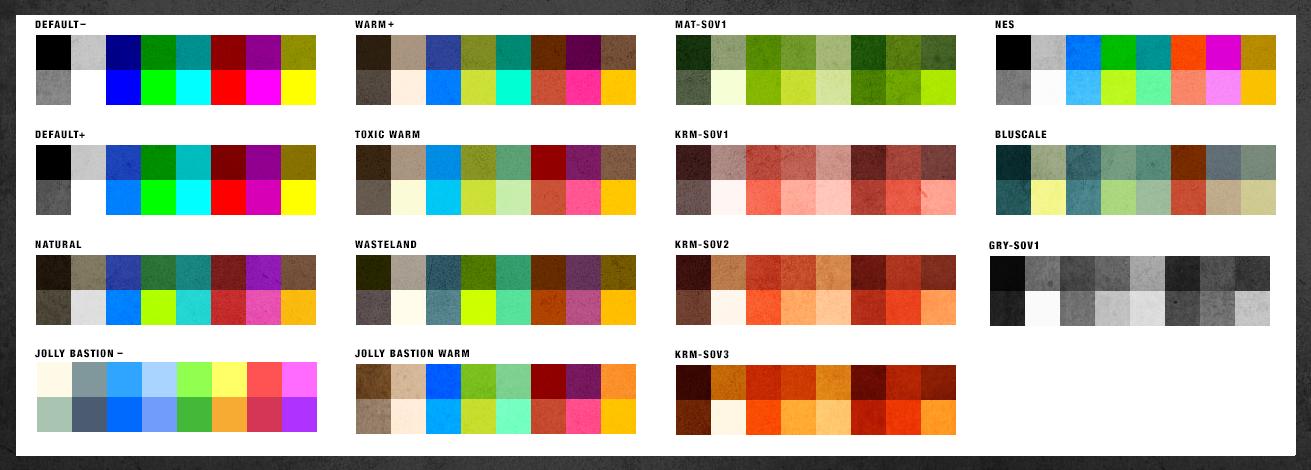 DEFAULT–
WARM+
MAT-SOV1
NES
DEFAULT+
TOXIC WARM
KRM-SOV1
BLUSCALE
NATURAL
WASTELAND
KRM-SOV2
GRY-SOV1
JOLLY BASTION –
JOLLY BASTION WARM
KRM-SOV3